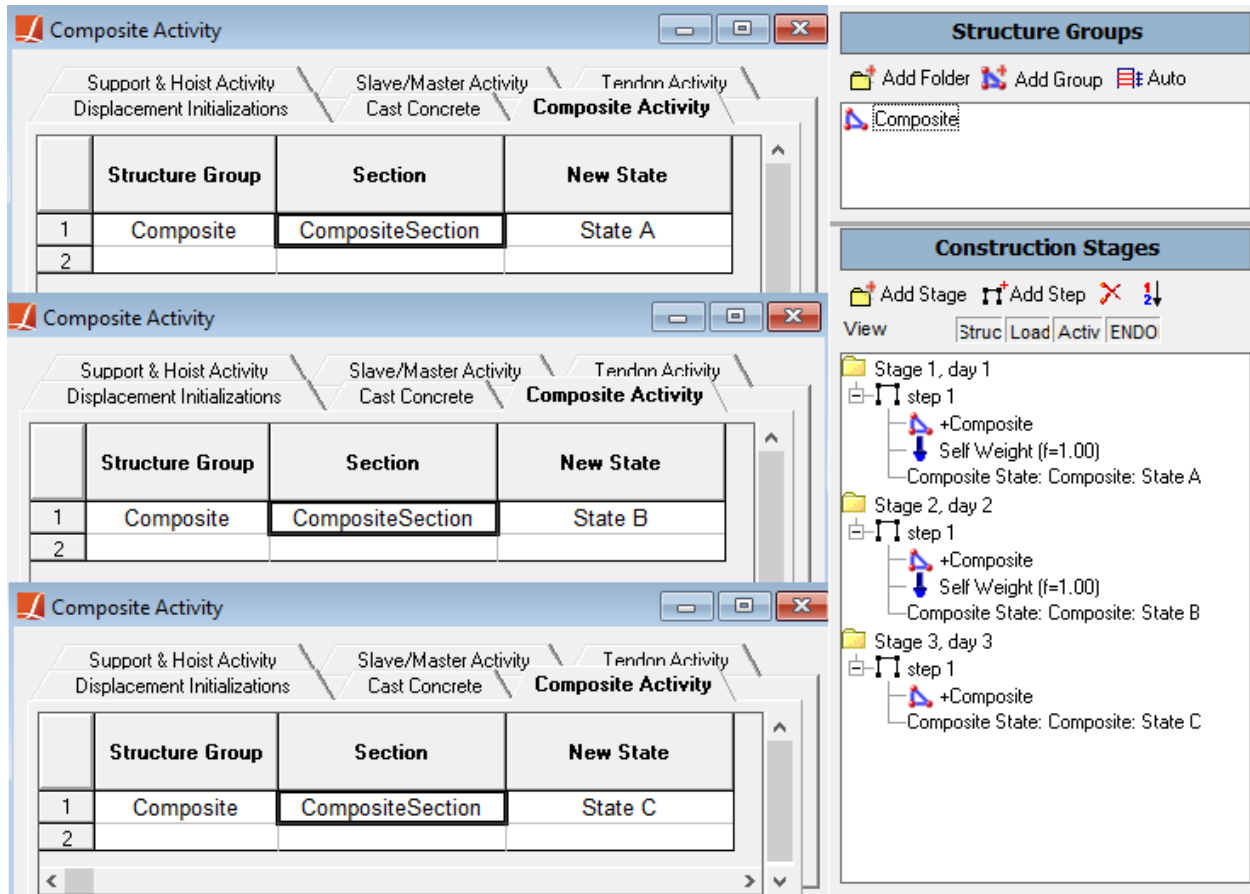 Composite Activity
Support & Hoist Activity Slave/Master Activity Tendon Activity
Displacement Initializations Cast Concrete Composite Activity
Structure Group Section New State
1 Composite CompositeSection State A
2
Composite Activity
Support & Hoist Activity Slave/Master Activity Tendon Activity
Displacement Initializations Cast Concrete Composite Activity
Structure Group Section New State
1 Composite CompositeSection State B
2
Composite Activity
Support & Hoist Activity Slave/Master Activity Tendon Activity
Displacement Initializations Cast Concrete Composite Activity
Structure Group Section New State
1 Composite CompositeSection State C
2
Structure Groups
Add Folder Add Group Auto
Composite
Construction Stages
Add Stage Add Step 1 2
View Struc Load Activ ENDO
Stage 1, day 1
step 1
+Composite
Self Weight (f=1.00)
Composite State: Composite: State A
Stage 2, day 2
step 1
+Composite
Self Weight (f=1.00)
Composite State: Composite: State B
Stage 3, day 3
step 1
+Composite
Composite State: Composite: State C